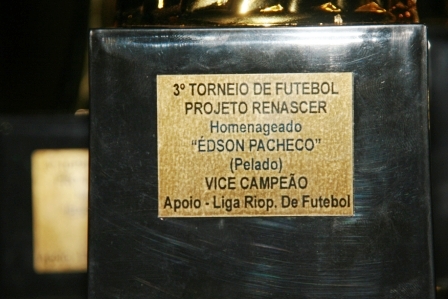 3º TORNEIO DE FUTEBOL
PROJETO RENASCER
Homenageado
“ÉDSON PACHECO”
(Pelado)
VICE CAMPEÃO
Apoio - Liga Riop. De Futebol